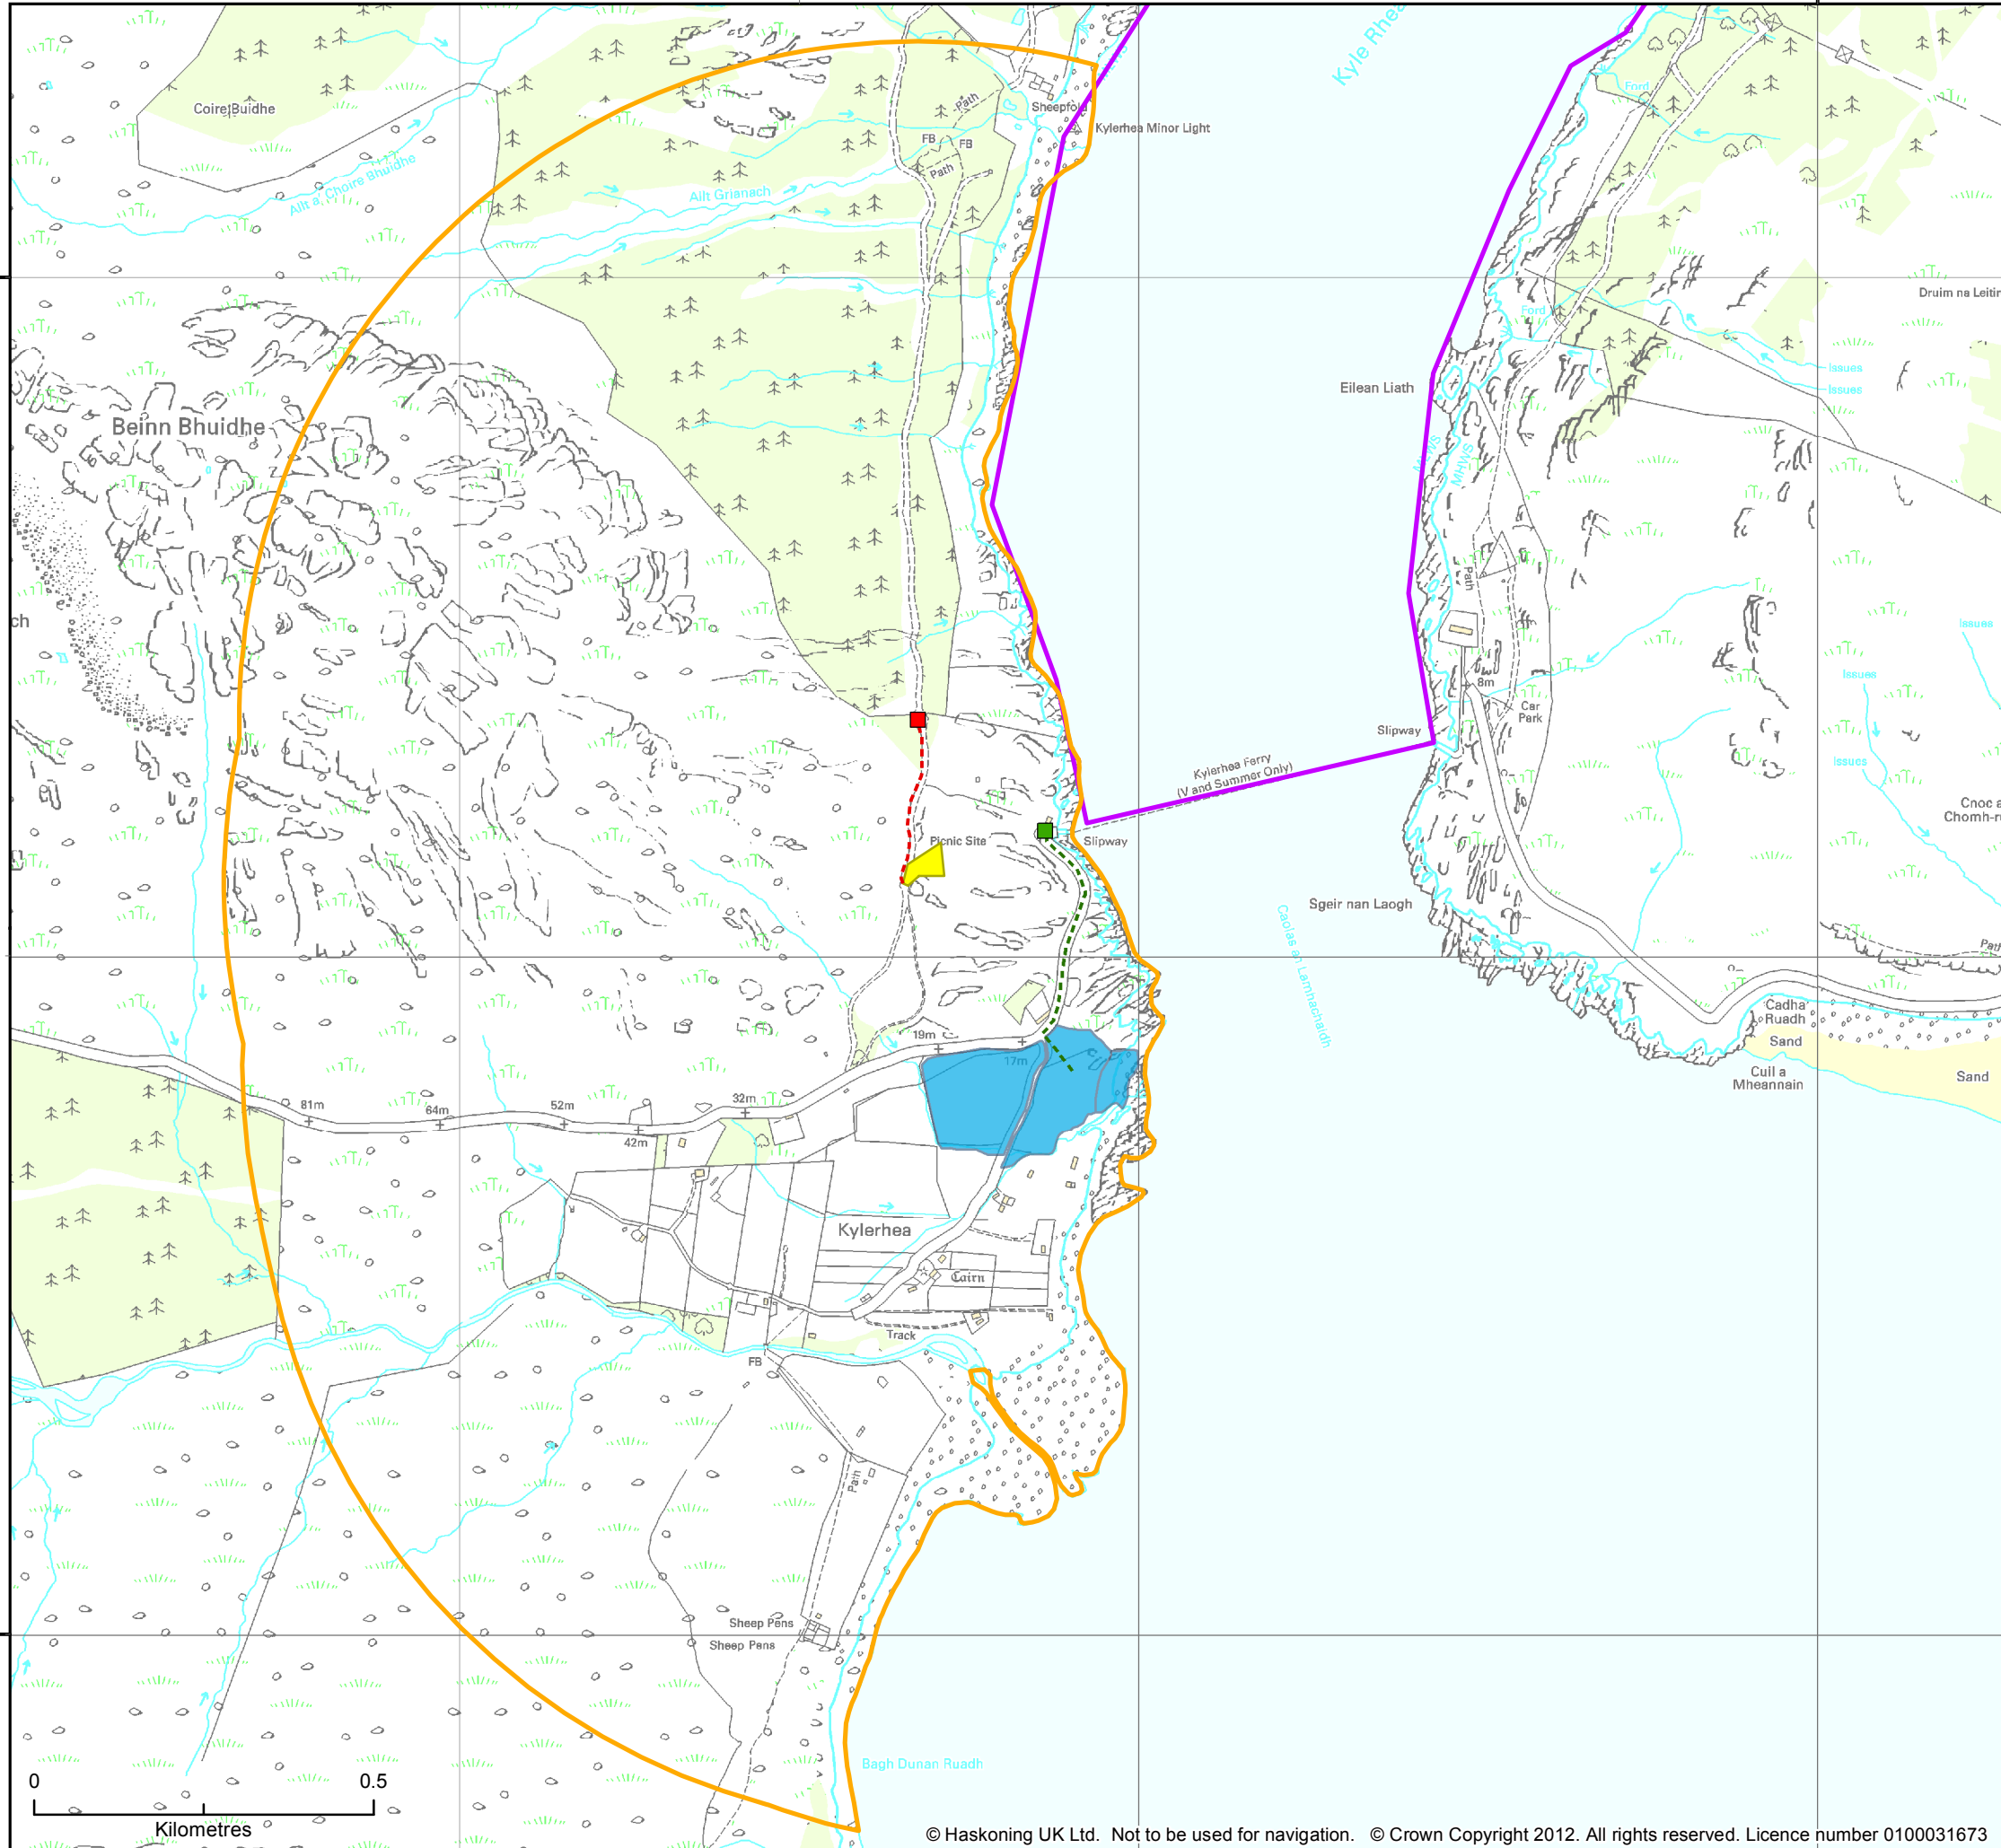 Kyle Rhea
Coire Buidhe
Allt a' Choire Bhuidhe
Allt Grianach
Path
FB
FB
Path
Sheepfold
Kylerhea Minor Light
Ford
Ford
Druim na Leitir
Issues
Issues
Eilean Liath
MHWS
MHWS
Beinn Bhuidhe
ch
Path
8m
Car
Park
Slipway
Issues
Issues
Issues
Kylerhea Ferry
(V and Summer Only)
Cnoc a
Chomh-r
Picnic Site
Slipway
Sgeir nan Laogh
Caolas an Lamhachaidh
Path
Cadha
Ruadh
Sand
Cuil a
Mheannain
Sand
19m
17m
81m
64m
52m
42m
32m
Kylerhea
Cairn
Track
FB
Path
Sheep Pens
Sheep Pens
Bagh Dunan Ruadh
0 0.5
Kilometres
© Haskoning UK Ltd. Not to be used for navigation. © Crown Copyright 2012. All rights reserved. Licence number 0100031673